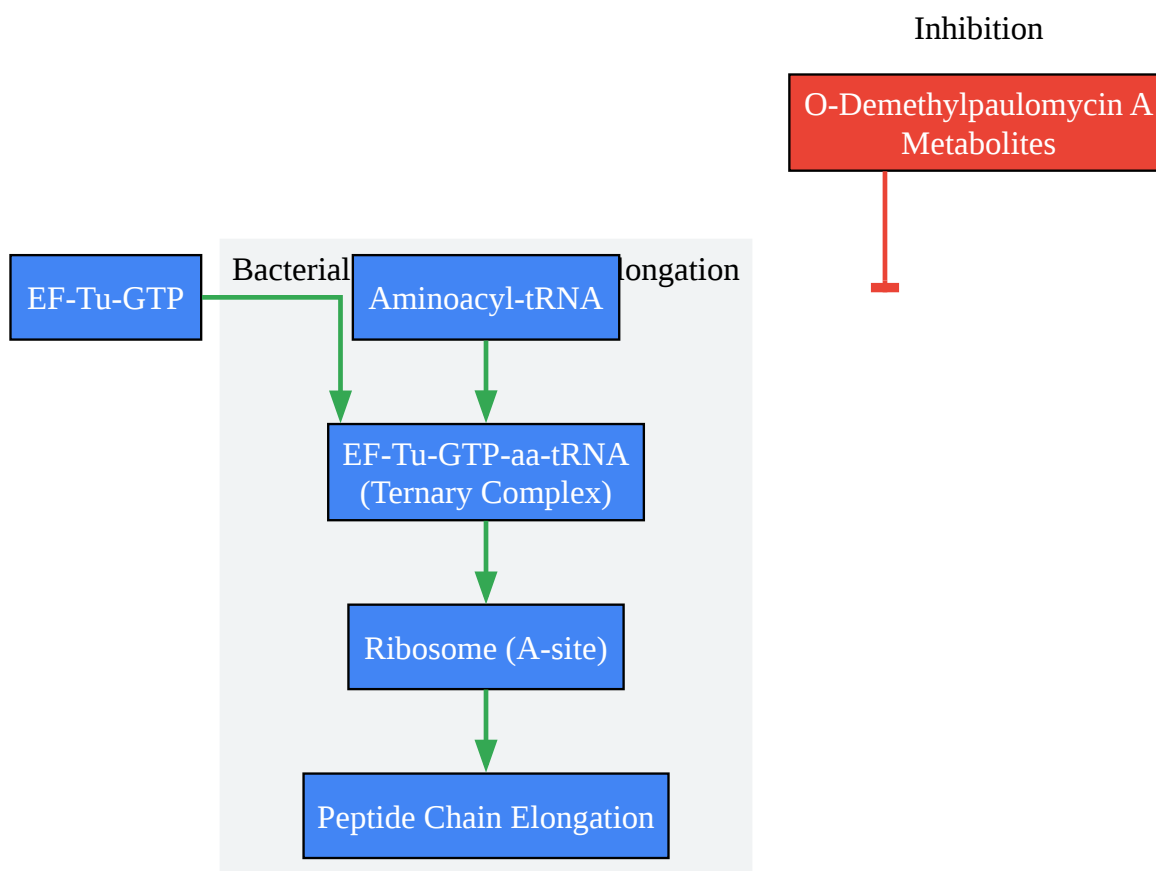 Inhibition
O-Demethylpaulomycin A
Metabolites
Bacterial longation
EF-Tu-GTP
Aminoacyl-tRNA
EF-Tu-GTP-aa-tRNA
(Ternary Complex)
Ribosome (A-site)
Peptide Chain Elongation